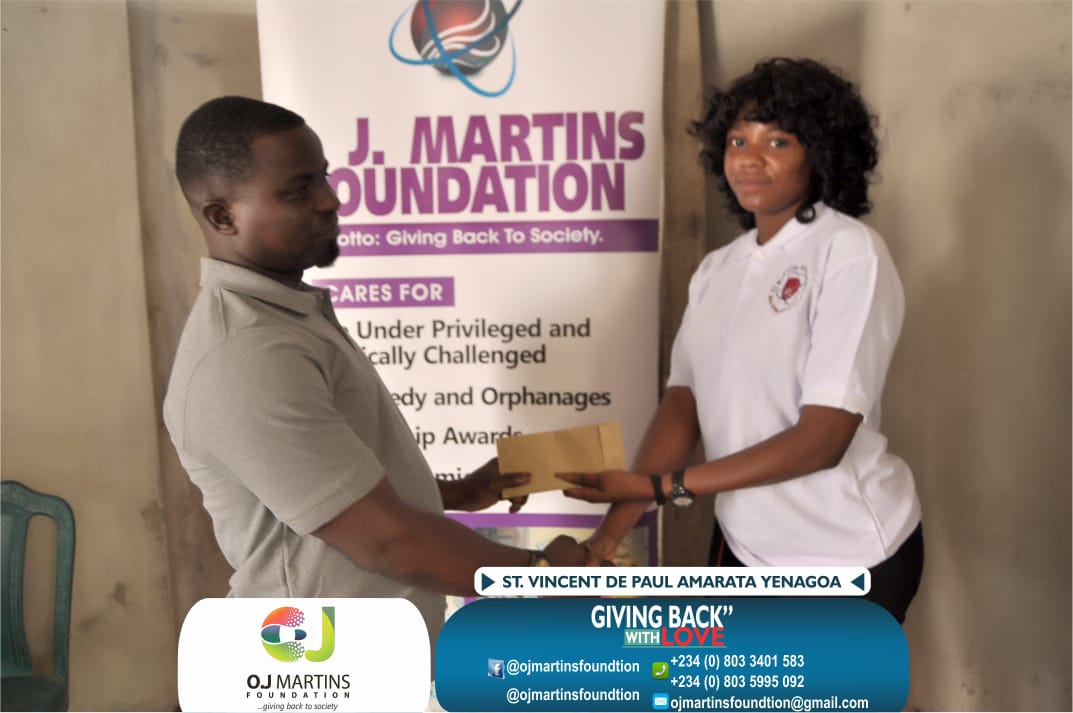 J. MARTINS
OUNDATION
otto: Giving Back To Society.
CARES FOR
Under Privileged and
ically Challenged
edy and Orphanages
ip Awards
ST. VINCENT DE PAUL AMARATA YENAGOA
GIVING BACK”
WITH LOVE
@ojmartinsfoundtion
+234 (0) 803 3401 583
+234 (0) 803 5995 092
@ojmartinsfoundtion
ojmartinsfoundtion@gmail.com
OJ
OJ MARTINS
FOUNDATION
...giving back to society